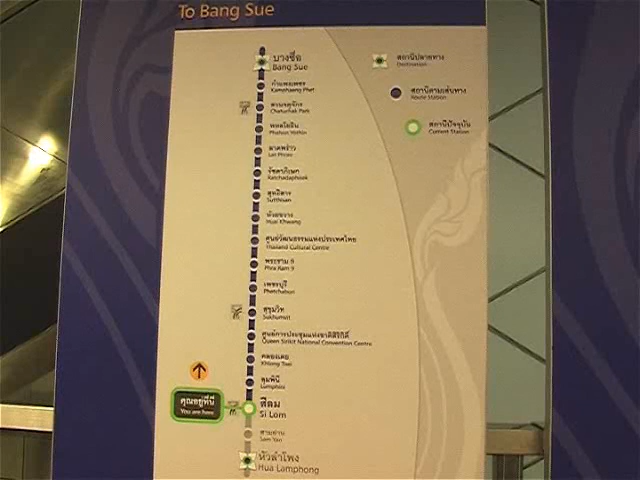 To Bang Sue
บางซื่อ
Bang Sue
กำแพงเพชร
Kamphaeng Phet
สวนจตุจักร
Chatuchak Park
พหลโยธิน
Phahon Yothin
ลาดพร้าว
Lat Phrao
รัชดาภิเษก
Ratchadaphisek
สุทธิสาร
Sutthisan
ห้วยขวาง
Huai Khwang
ศูนย์วัฒนธรรมแห่งประเทศไทย
Thailand Cultural Centre
พระราม 9
Phra Ram 9
เพชรบุรี
Phetchaburi
สุขุมวิท
Sukhumvit
ศูนย์การประชุมแห่งชาติสิริกิติ์
Queen Sirikit National Convention Centre
คลองเตย
Khlong Toei
ลุมพินี
Lumphini
คุณอยู่ที่นี่
You are here
สีลม
Si Lom
สามย่าน
Sam Yan
หัวลำโพง
Hua Lamphong
สถานีปลายทาง
Destination
สถานีตามเส้นทาง
Route Station
สถานีปัจจุบัน
Current Station